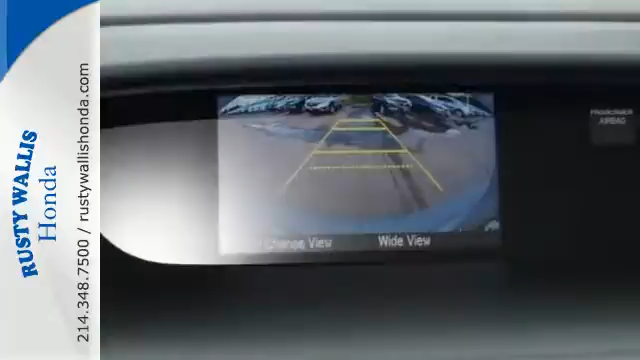 RUSTY WALLIS
Honda
214.348.7500 / rustywallishonda.com
Change View
Wide View
PASSENGER
AIRBAG